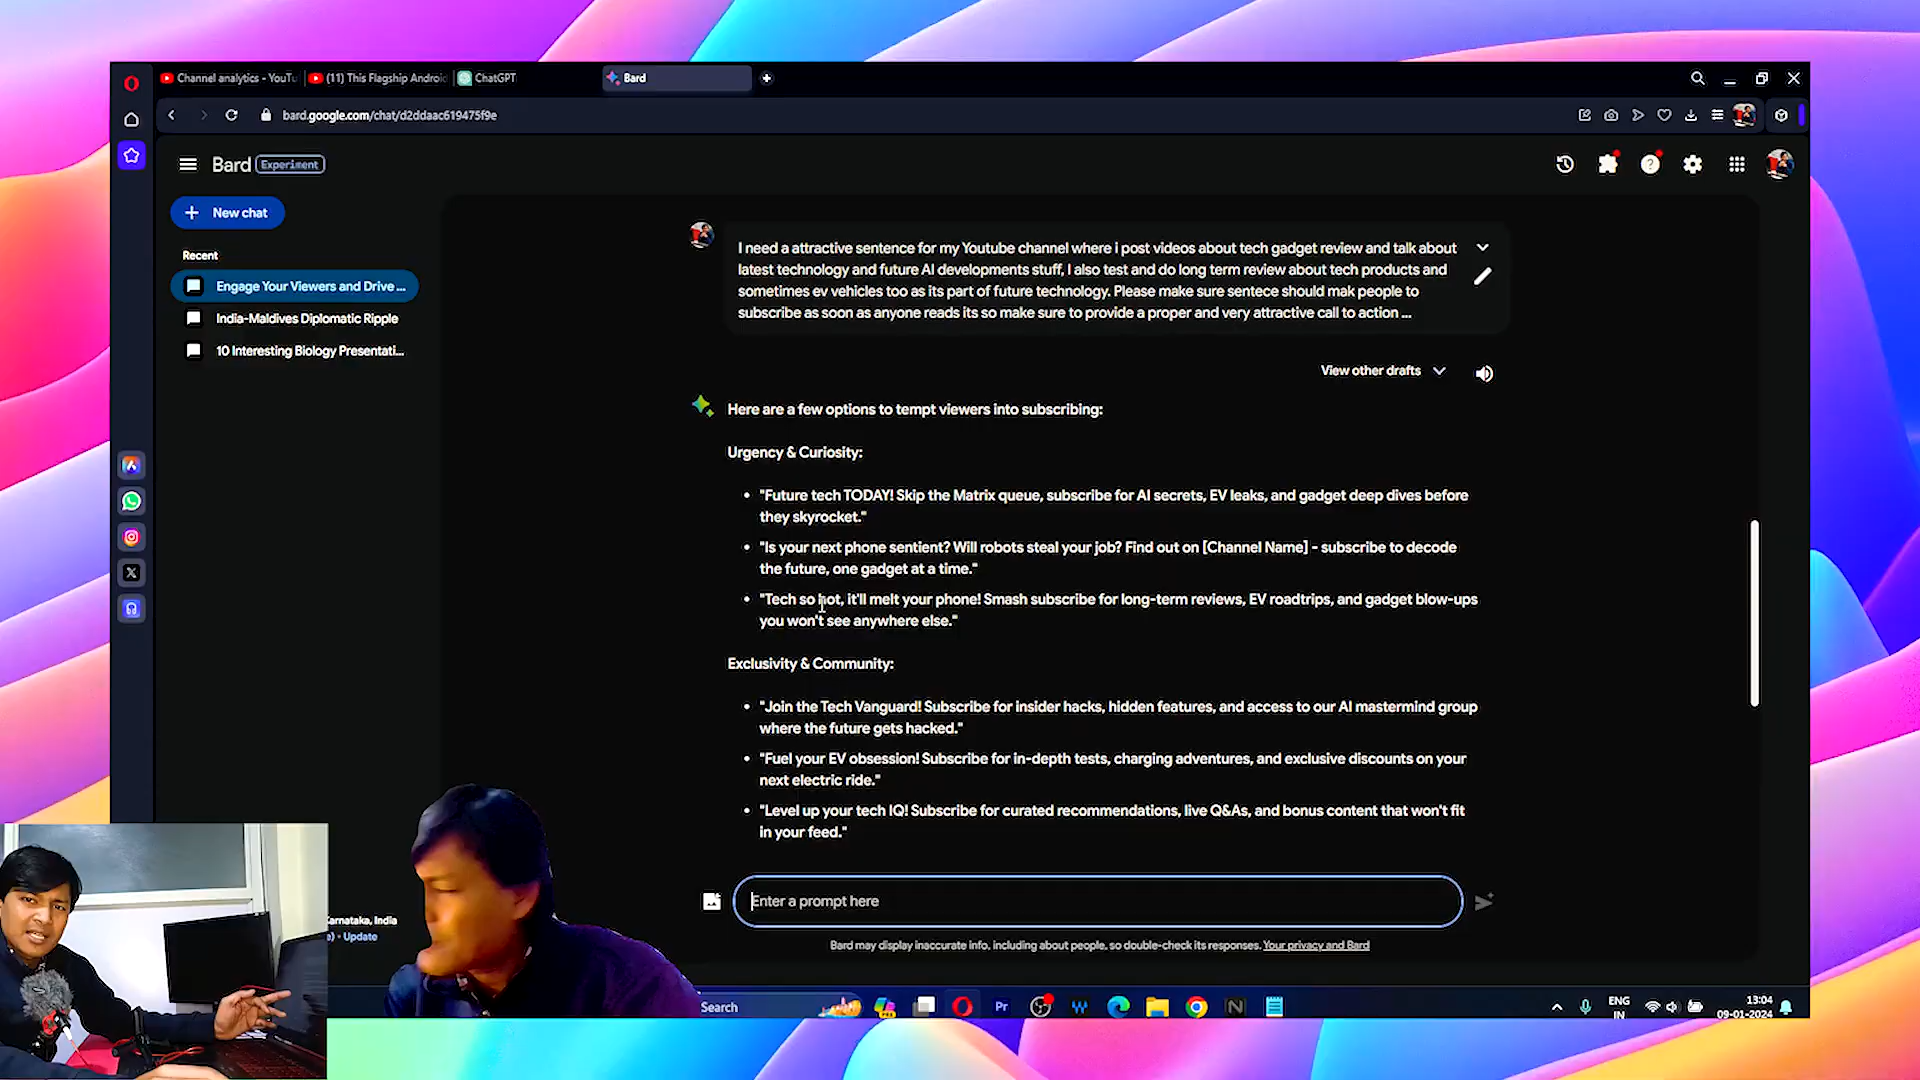 Channel analytics - YouTu
(11) This Flagship Androi
ChatGPT
Bard
bard.google.com/chat/d2ddaac619475f9e
Bard Experiment
New chat
Recent
Engage Your Viewers and Drive ...
India-Maldives Diplomatic Ripple
10 Interesting Biology Presentati...
I need a attractive sentence for my Youtube channel where i post videos about tech gadget review and talk about
latest technology and future AI developments stuff, I also test and do long term review about tech products and
sometimes ev vehicles too as its part of future technology. Please make sure sentece should mak people to
subscribe as soon as anyone reads its so make sure to provide a proper and very attractive call to action ...
View other drafts
Here are a few options to tempt viewers into subscribing:
Urgency & Curiosity:
• "Future tech TODAY! Skip the Matrix queue, subscribe for AI secrets, EV leaks, and gadget deep dives before
they skyrocket."
• "Is your next phone sentient? Will robots steal your job? Find out on [Channel Name] - subscribe to decode
the future, one gadget at a time."
• "Tech so hot, it'll melt your phone! Smash subscribe for long-term reviews, EV roadtrips, and gadget blow-ups
you won't see anywhere else."
Exclusivity & Community:
• "Join the Tech Vanguard! Subscribe for insider hacks, hidden features, and access to our AI mastermind group
where the future gets hacked."
• "Fuel your EV obsession! Subscribe for in-depth tests, charging adventures, and exclusive discounts on your
next electric ride."
• "Level up your tech IQ! Subscribe for curated recommendations, live Q&As, and bonus content that won't fit
in your feed."
Enter a prompt here
Karnataka, India
• Update
Bard may display inaccurate info, including about people, so double-check its responses. Your privacy and Bard
Search
Pr
ENG
IN
13:04
09-01-2024